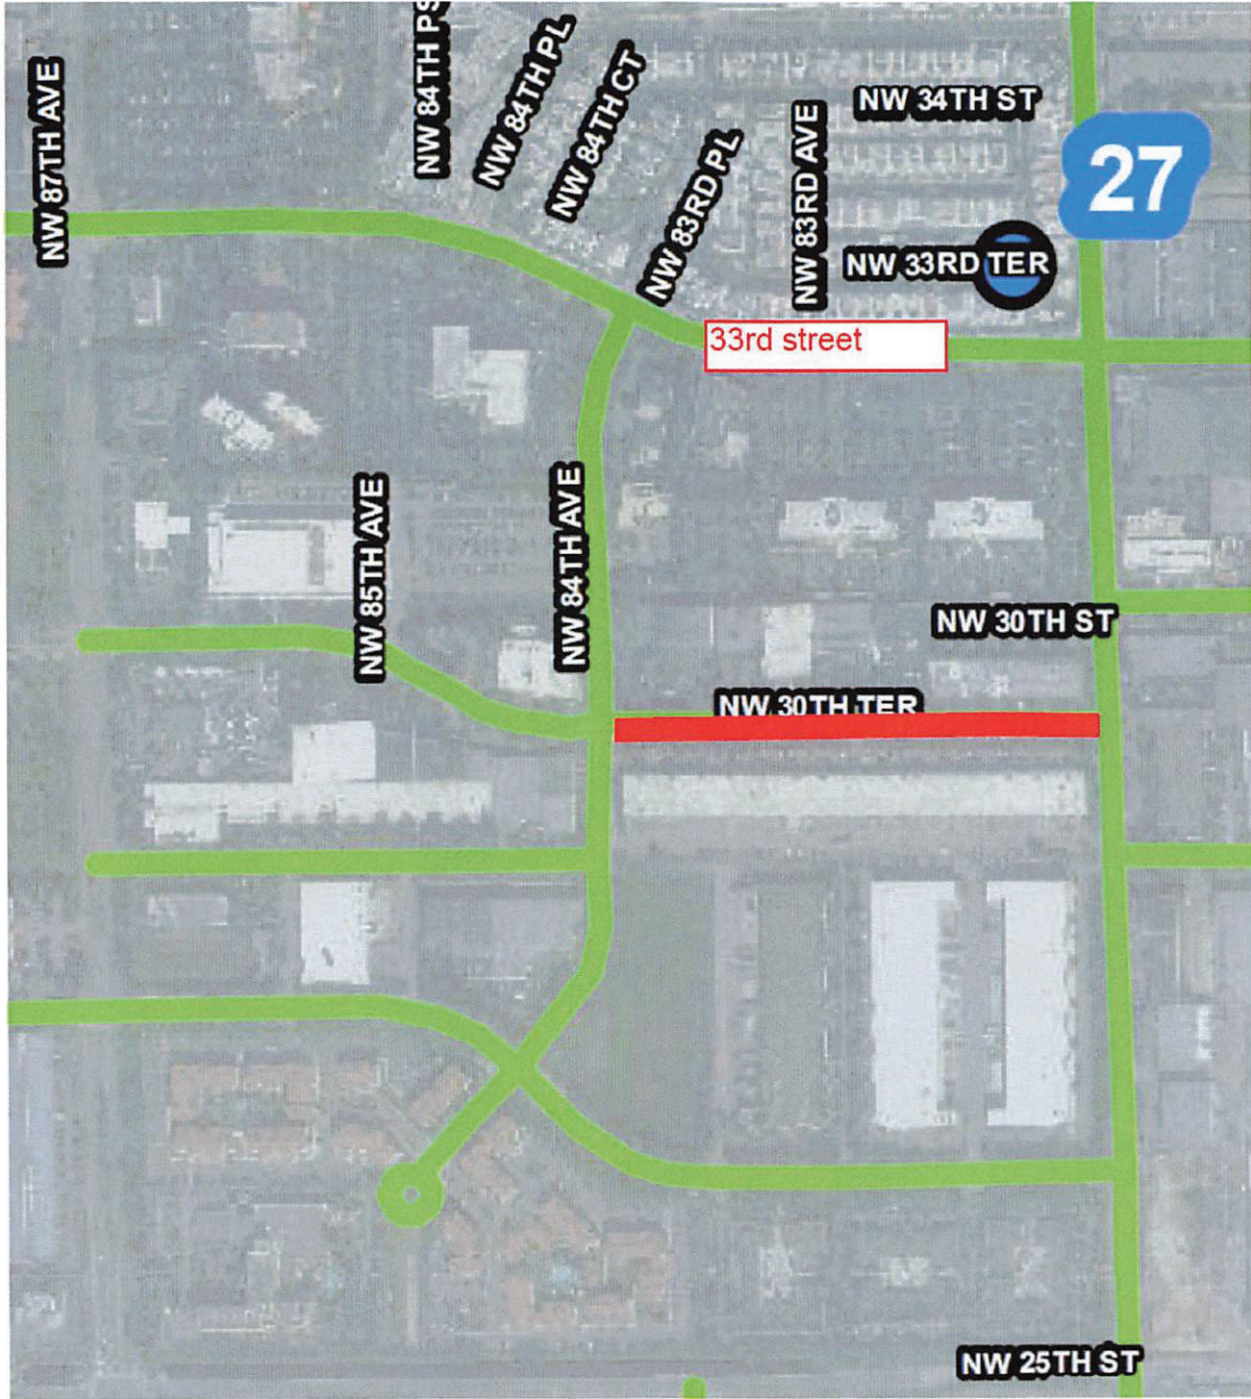 NW 84TH PS
NW 84TH PL
NW 84TH CT
NW 87TH AVE
NW 34TH ST
NW 83RD AVE
NW 83RD PL
27
NW 33RD TER
33rd street
NW 85TH AVE
NW 84TH AVE
NW 30TH ST
NW 30TH TER
NW 25TH ST